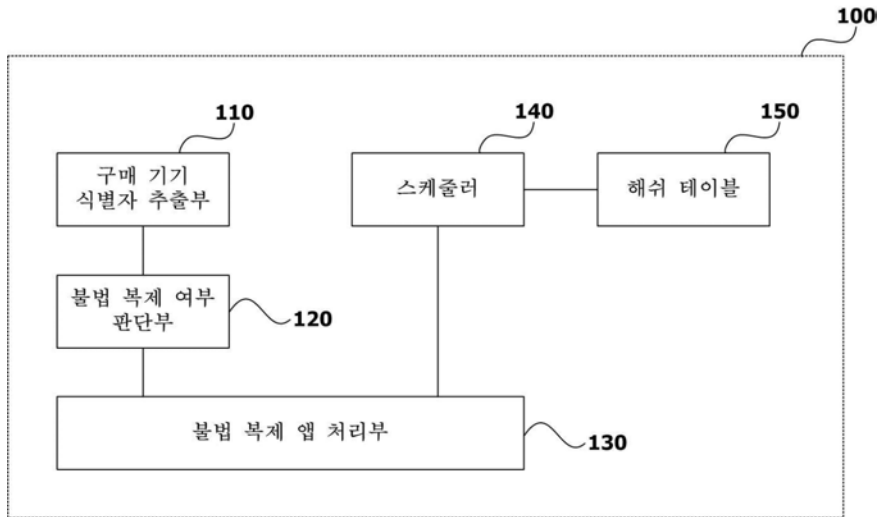 100
110
140
150
구매 기기
식별자 추출부
스케줄러
해쉬 테이블
불법 복제 여부
판단부
120
불법 복제 앱 처리부
130